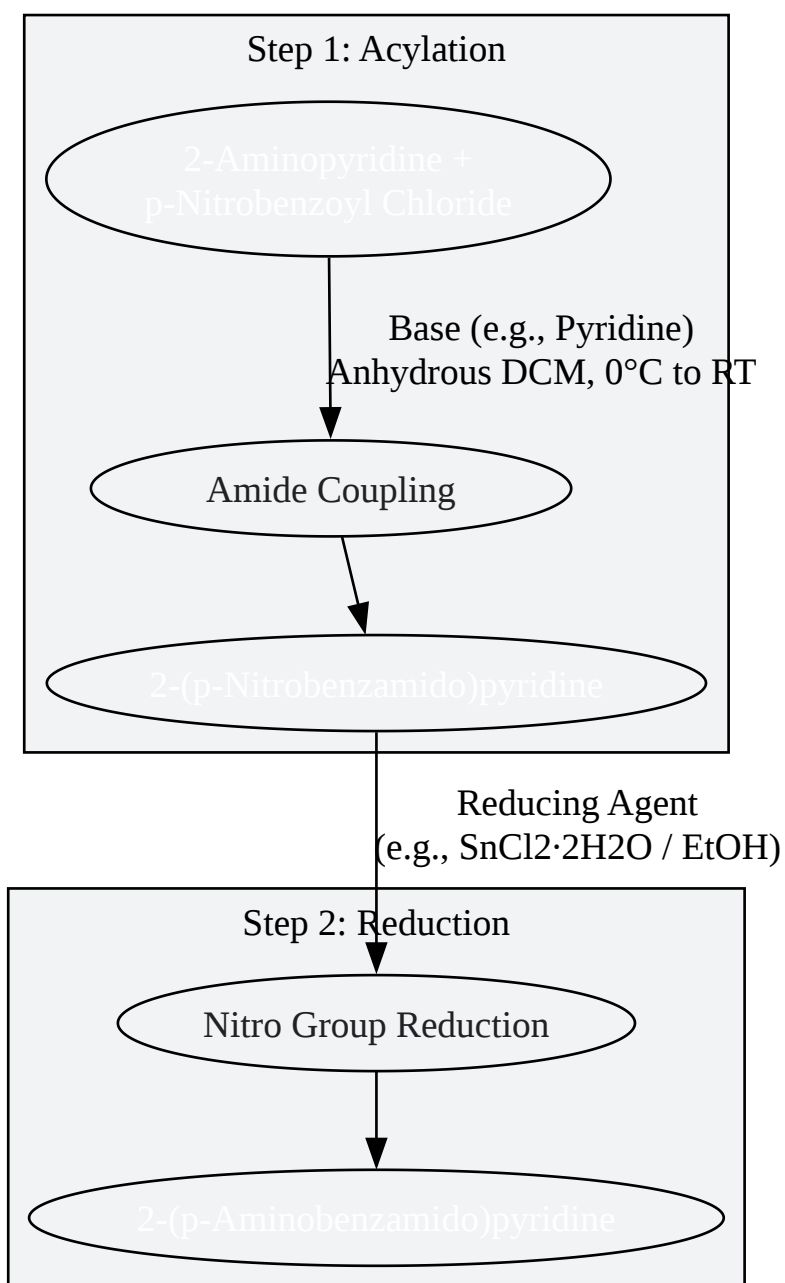 Step 1: Acylation
2-Aminopyridine +
p-Nitrobenzoyl Chloride
Base (e.g., Pyridine)
Anhydrous DCM, 0°C to RT
Amide Coupling
2-(p-Nitrobenzamido)pyridine
Reducing Agent
(e.g., SnCl2·2H2O / EtOH)
Step 2: Reduction
Nitro Group Reduction
2-(p-Aminobenzamido)pyridine